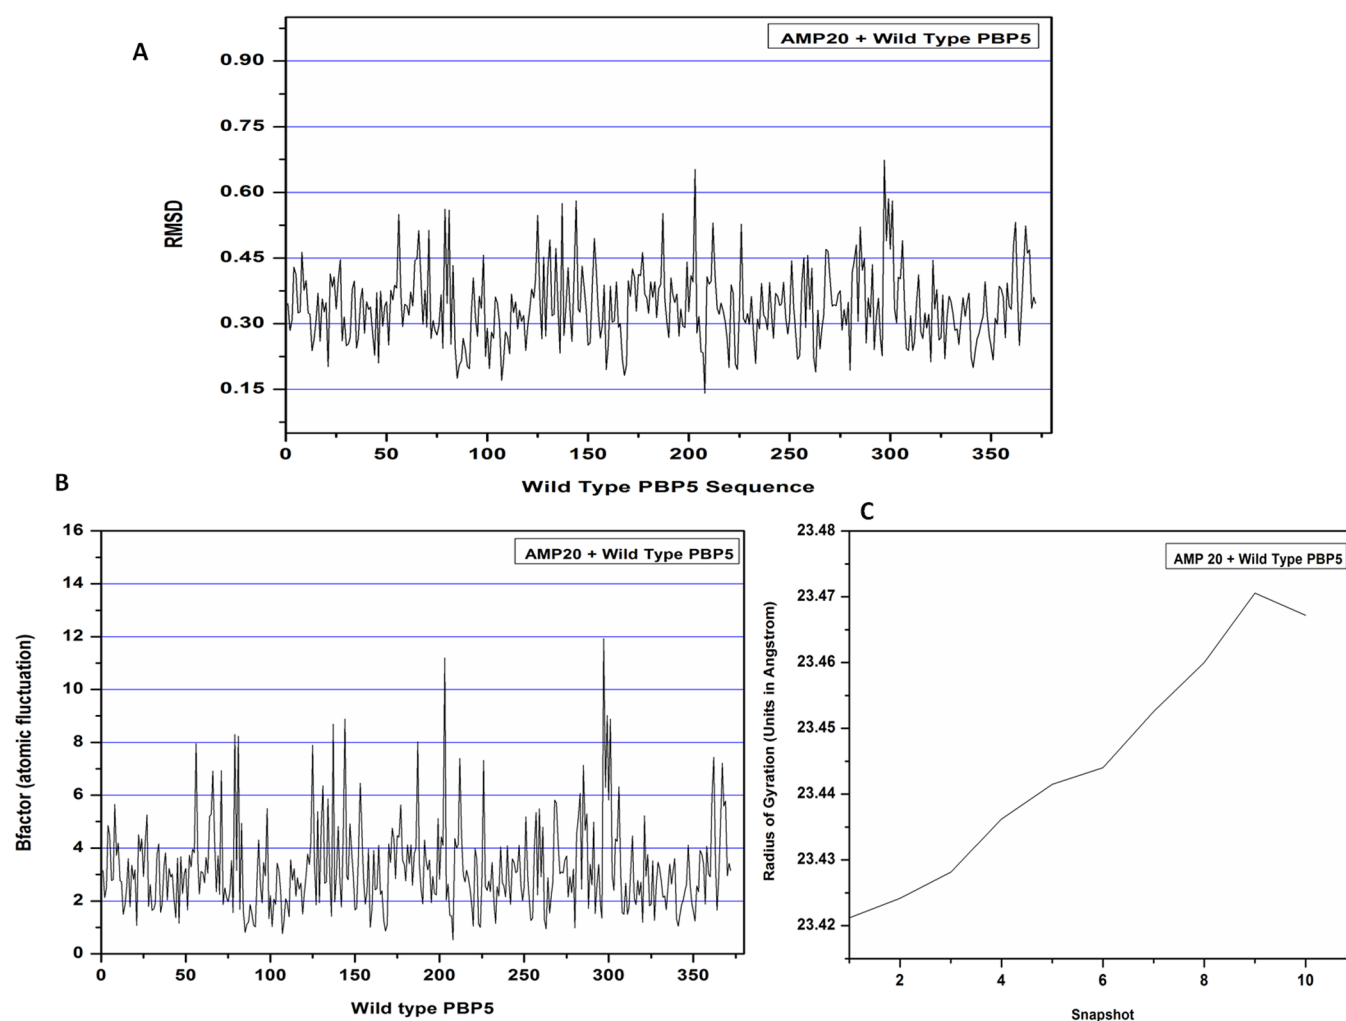 A
AMP20 + Wild Type PBP5
RMSD
0.90
0.75
0.60
0.45
0.30
0.15
0 50 100 150 200 250 300 350
Wild Type PBP5 Sequence
B
AMP20 + Wild Type PBP5
Bfactor (atomic fluctuation)
16
14
12
10
8
6
4
2
0
0 50 100 150 200 250 300 350
Wild type PBP5
C
AMP 20 + Wild Type PBP5
Radius of Gyration (Units in Angstrom)
23.48
23.47
23.46
23.45
23.44
23.43
23.42
2 4 6 8 10
Snapshot